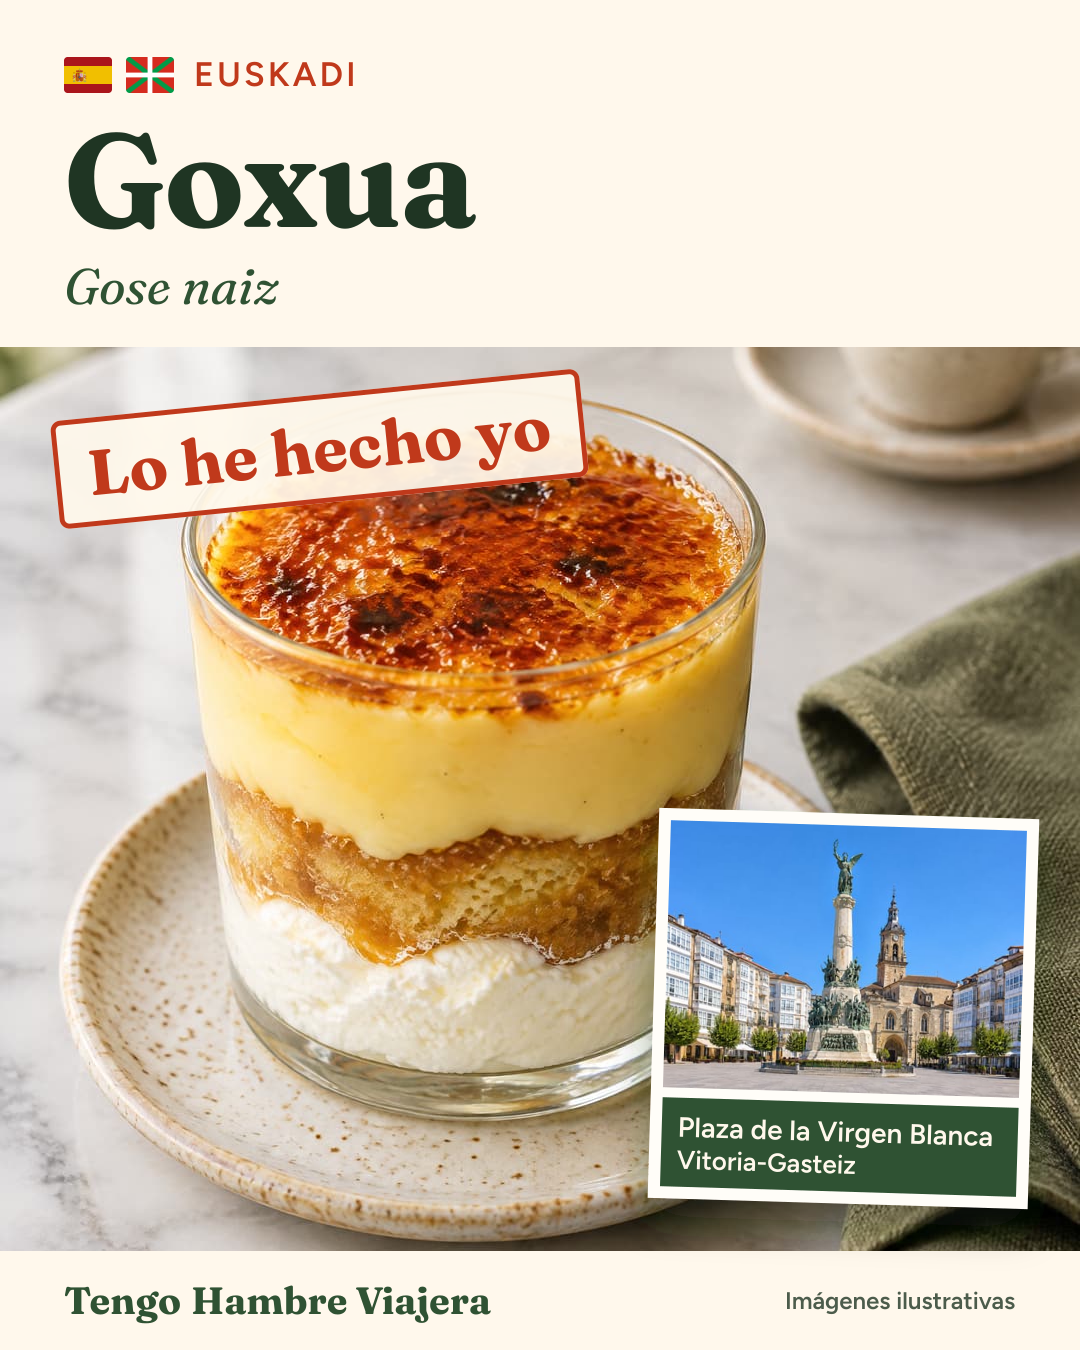 EUSKADI
Goxua
Gose naiz
Lo he hecho yo
Plaza de la Virgen Blanca
Vitoria-Gasteiz
Tengo Hambre Viajera
Imágenes ilustrativas